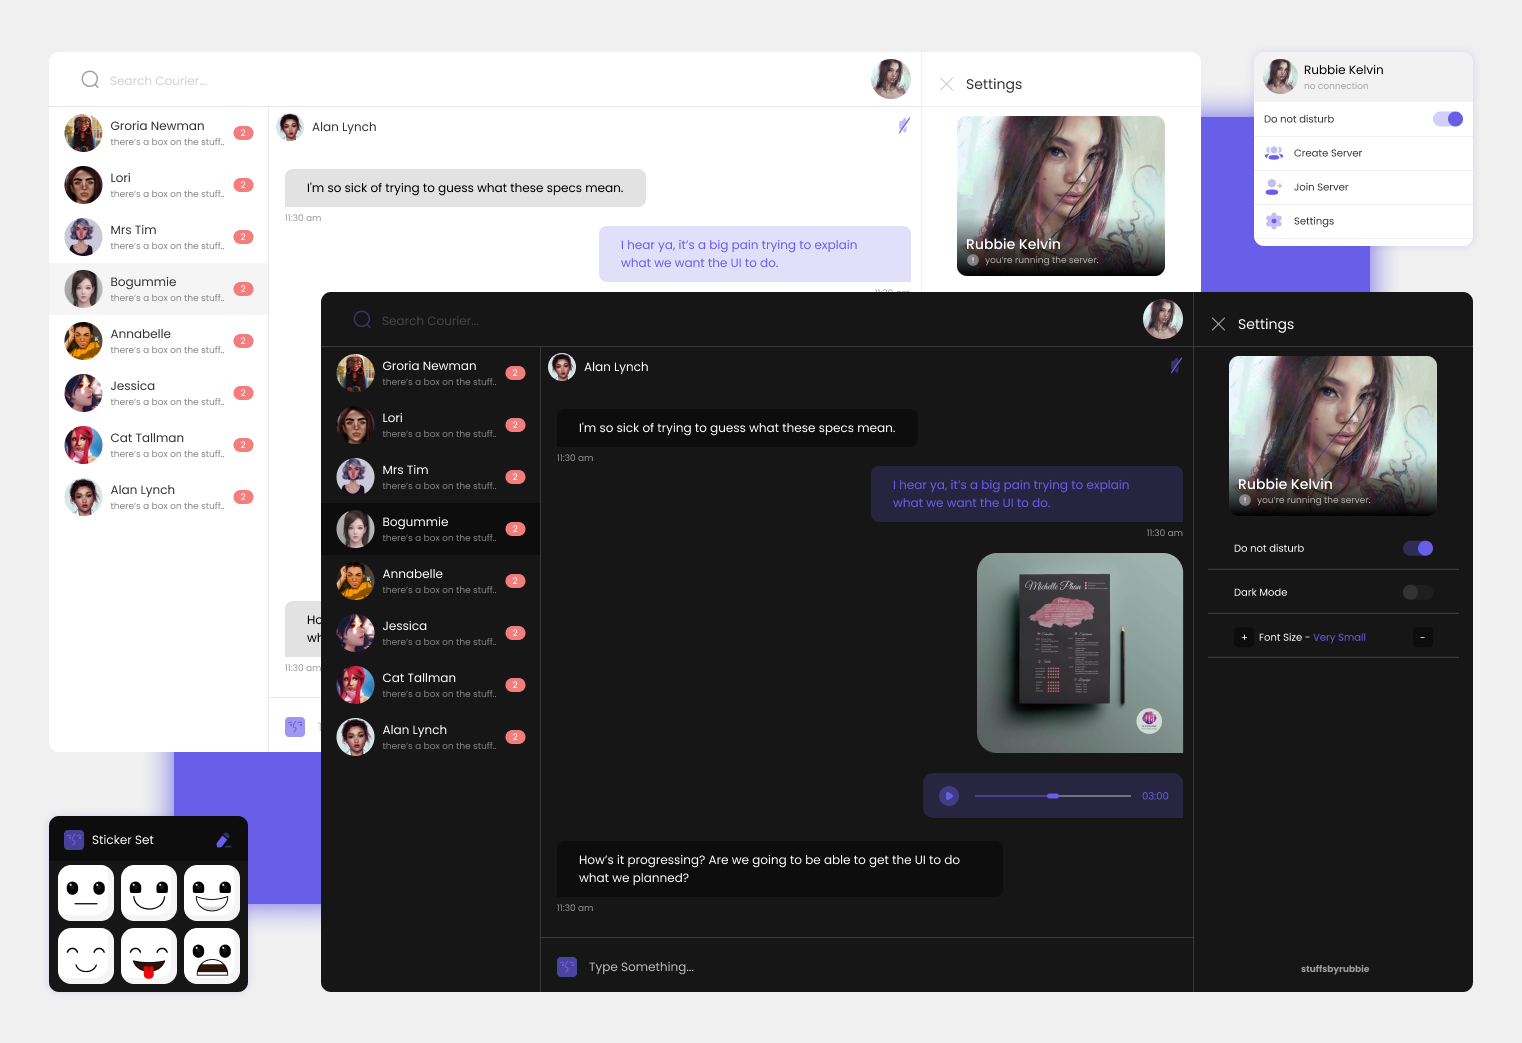 Search Courier...
Settings
Groria Newman
there's a box on the stuff..
2
Lori
there's a box on the stuff..
2
Mrs Tim
there's a box on the stuff..
2
Bogummie
there's a box on the stuff..
2
Annabelle
there's a box on the stuff..
2
Jessica
there's a box on the stuff..
2
Cat Tallman
there's a box on the stuff..
2
Alan Lynch
there's a box on the stuff..
2
Alan Lynch
I'm so sick of trying to guess what these specs mean.
11:30 am
I hear ya, it's a big pain trying to explain
what we want the UI to do.
11:30 am
Ho
wh
11:30 am
T
Rubbie Kelvin
you're running the server.
Rubbie Kelvin
no connection
Do not disturb
Create Server
Join Server
Settings
Search Courier...
Settings
Groria Newman
there's a box on the stuff..
2
Lori
there's a box on the stuff..
2
Mrs Tim
there's a box on the stuff..
2
Bogummie
there's a box on the stuff..
2
Annabelle
there's a box on the stuff..
2
Jessica
there's a box on the stuff..
2
Cat Tallman
there's a box on the stuff..
2
Alan Lynch
there's a box on the stuff..
2
Alan Lynch
I'm so sick of trying to guess what these specs mean.
11:30 am
I hear ya, it's a big pain trying to explain
what we want the UI to do.
11:30 am
Michelle Phan
03:00
How's it progressing? Are we going to be able to get the UI to do
what we planned?
11:30 am
Type Something...
Rubbie Kelvin
you're running the server.
Do not disturb
Dark Mode
+ Font Size - Very Small -
stuffsbyrubbie
Sticker Set